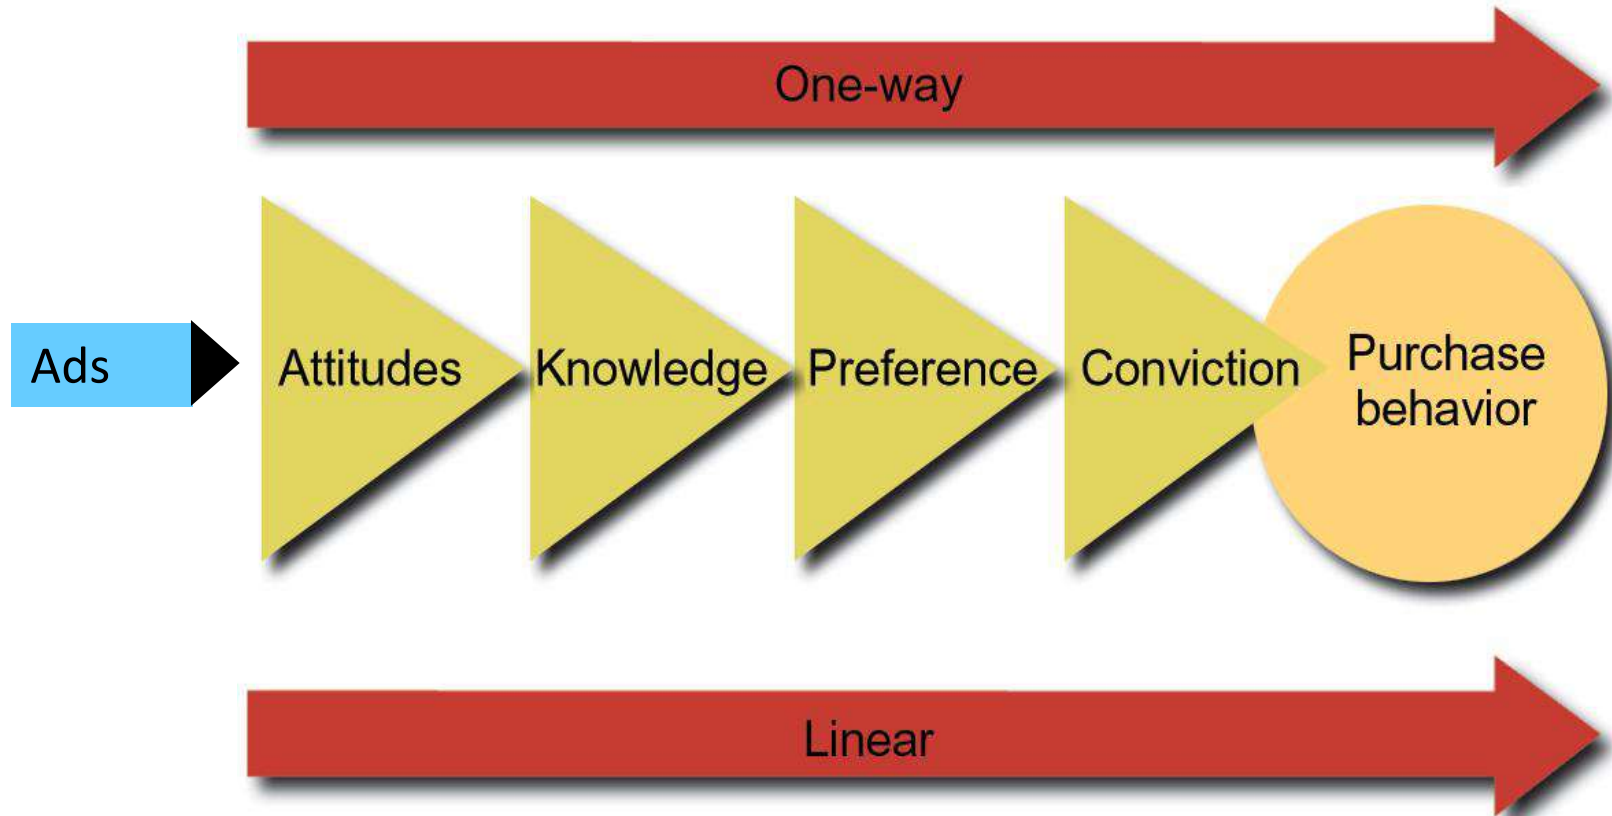 One-way
Ads
Attitudes
Knowledge
Preference
Conviction
Purchase
behavior
Linear